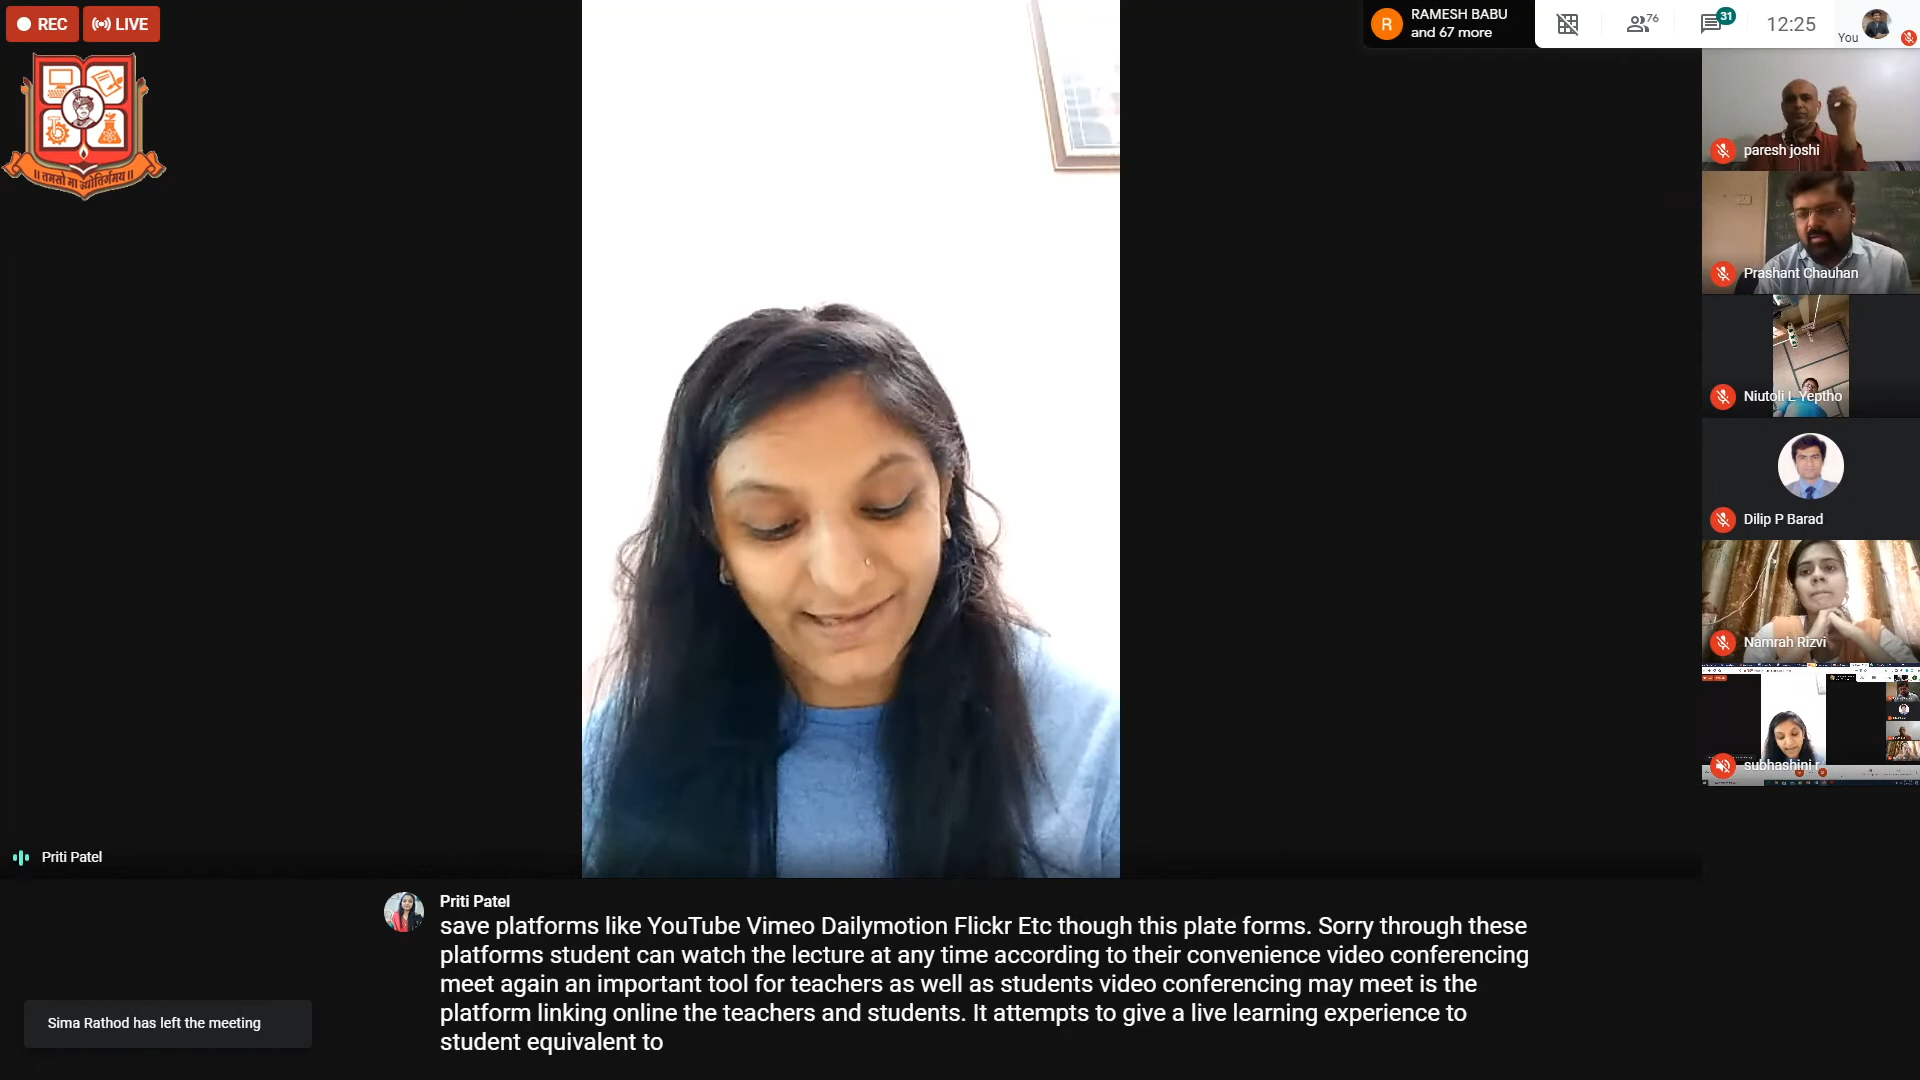 REC
LIVE
RAMESH BABU
and 67 more
76
31
12:25
You
R
॥ तमसो मा ज्योतिर्गमय ॥
paresh joshi
Prashant Chauhan
Niutoli L Yeptho
Dilip P Barad
Namrah Rizvi
subhashini r
Priti Patel
Priti Patel
save platforms like YouTube Vimeo Dailymotion Flickr Etc though this plate forms. Sorry through these
platforms student can watch the lecture at any time according to their convenience video conferencing
meet again an important tool for teachers as well as students video conferencing may meet is the
platform linking online the teachers and students. It attempts to give a live learning experience to
student equivalent to
Sima Rathod has left the meeting